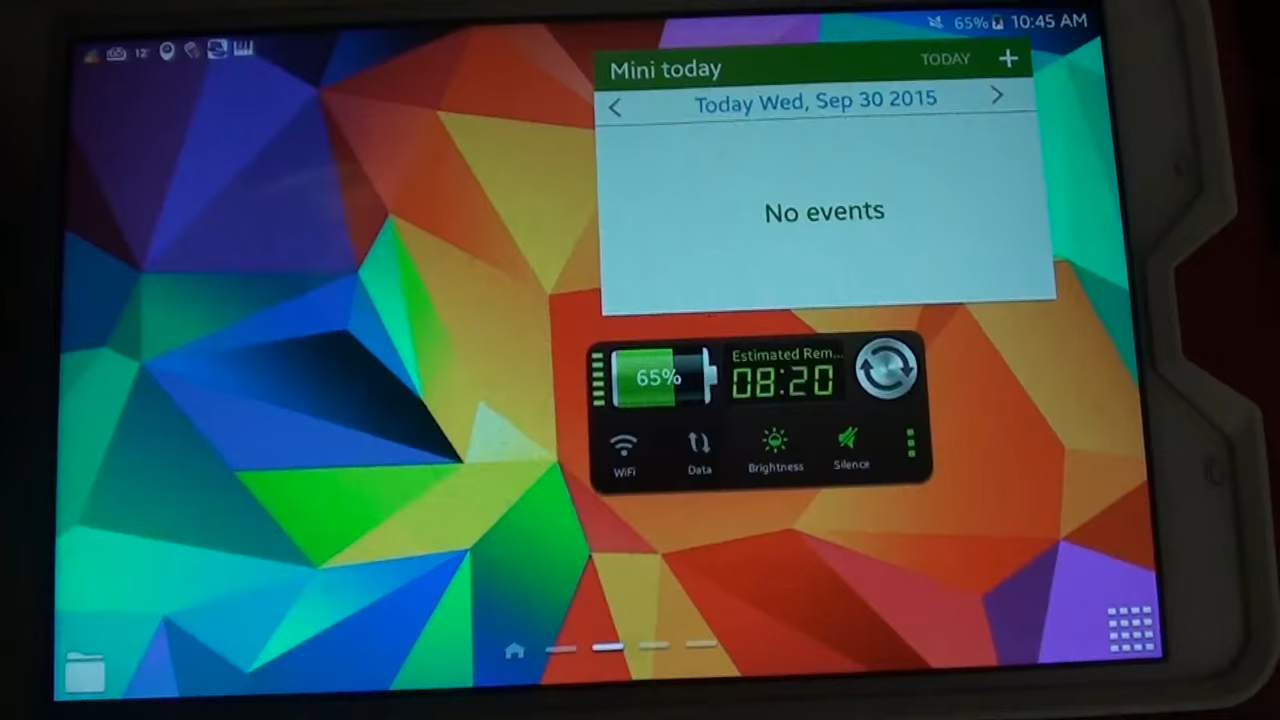 12°
65% 10:45 AM
Mini today TODAY +
< Today Wed, Sep 30 2015 >
No events
65%
Estimated Rem...
08:20
WiFi Data Brightness Silence